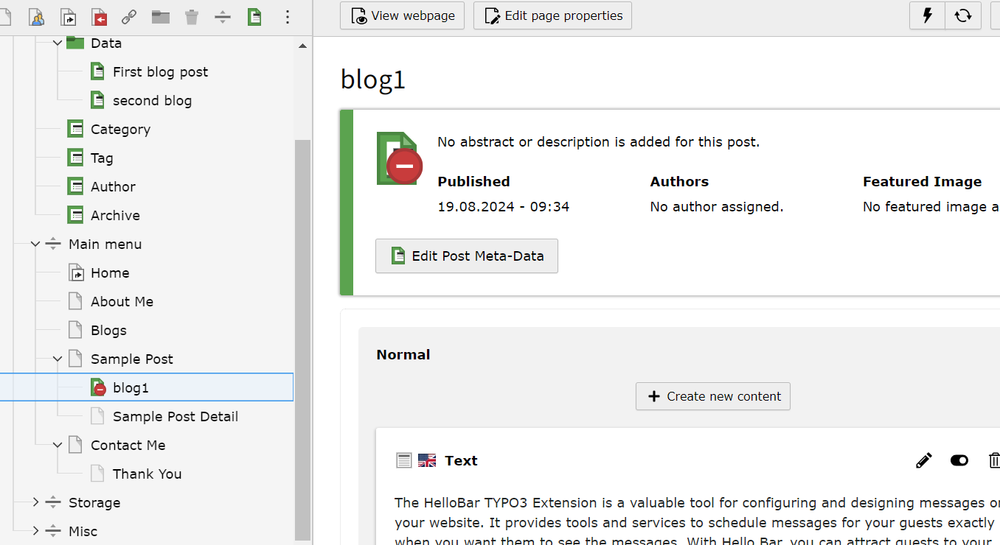 View webpage
Edit page properties
Data
First blog post
second blog
Category
Tag
Author
Archive
Main menu
Home
About Me
Blogs
Sample Post
blog1
Sample Post Detail
Contact Me
Thank You
Storage
Misc
blog1
No abstract or description is added for this post.
Published
Authors
Featured Image
19.08.2024 - 09:34
No author assigned.
No featured image a
Edit Post Meta-Data
Normal
Create new content
Text
The HelloBar TYPO3 Extension is a valuable tool for configuring and designing messages on
your website. It provides tools and services to schedule messages for your guests exactly
when you want them to see the messages. With Hello Bar, you can attract guests to your